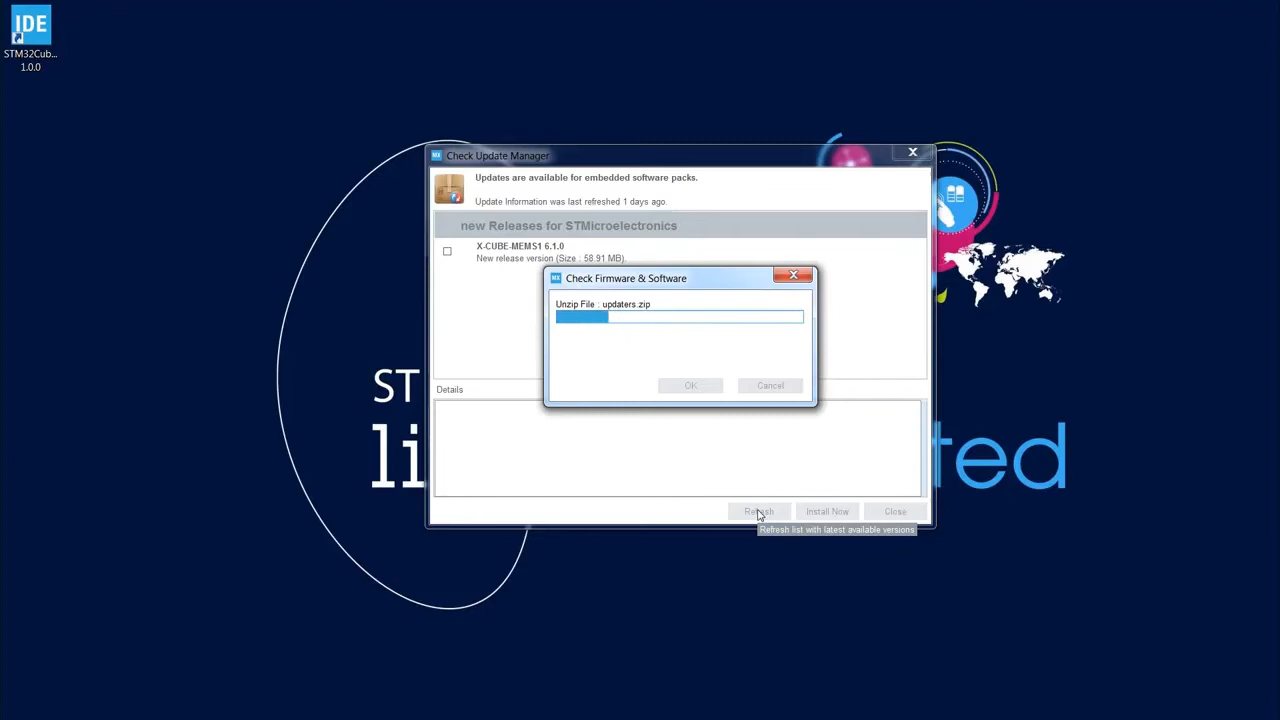 IDE
STM32Cub...
1.0.0
MX Check Update Manager
Updates are available for embedded software packs.
Update Information was last refreshed 1 days ago.
new Releases for STMicroelectronics
X-CUBE-MEMS1 6.1.0
New release version (Size : 58.91 MB).
MX Check Firmware & Software
Unzip File : updaters.zip
OK Cancel
Details
ST
li ted
Refresh Install Now Close
Refresh list with latest available versions